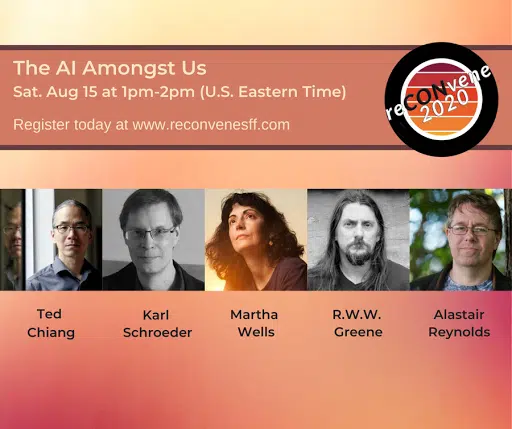 The AI Amongst Us
Sat. Aug 15 at 1pm-2pm (U.S. Eastern Time)
Register today at www.reconvenesff.com
reCONvene
2020
Ted
Chiang
Karl
Schroeder
Martha
Wells
R.W.W.
Greene
Alastair
Reynolds